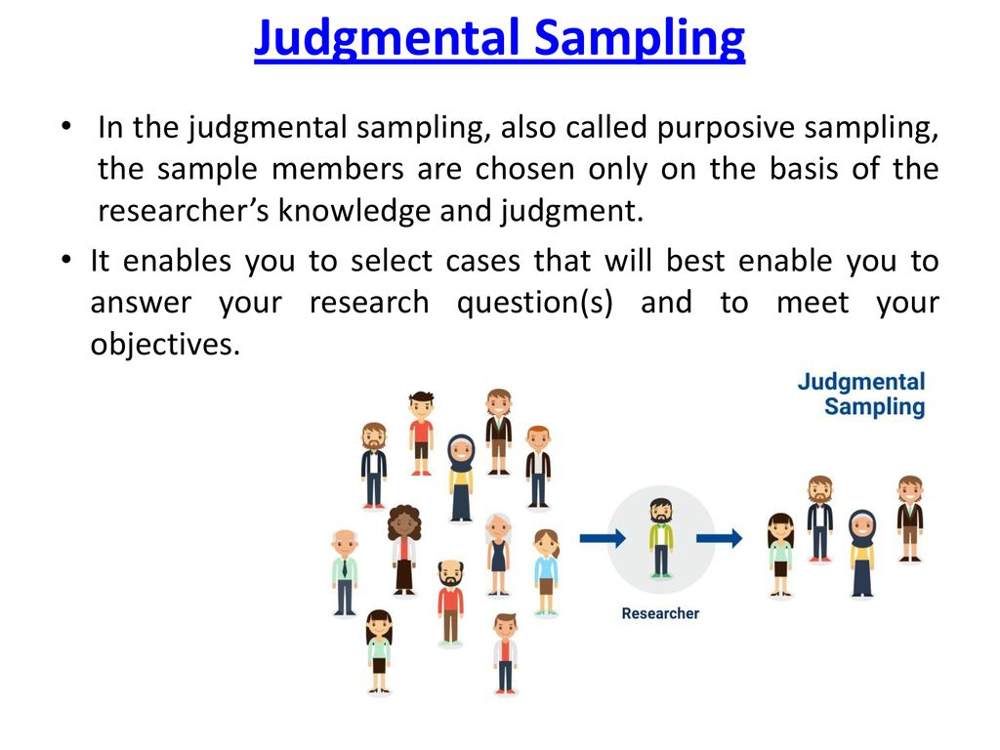 Judgmental Sampling
• In the judgmental sampling, also called purposive sampling,
the sample members are chosen only on the basis of the
researcher’s knowledge and judgment.
• It enables you to select cases that will best enable you to
answer your research question(s) and to meet your
objectives.
Judgmental
Sampling
Researcher